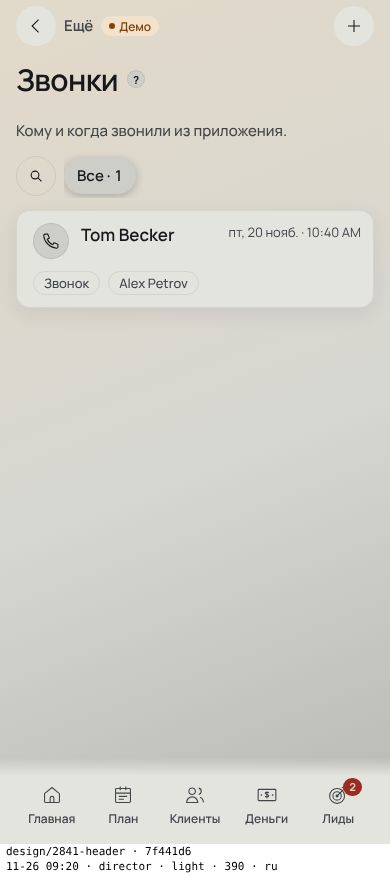 Ещё
Демо
Звонки
?
Кому и когда звонили из приложения.
Все · 1
Tom Becker
пт, 20 нояб. · 10:40 AM
Звонок
Alex Petrov
2
Главная
План
Клиенты
Деньги
Лиды
design/2841-header · 7f441d6
11-26 09:20 · director · light · 390 · ru